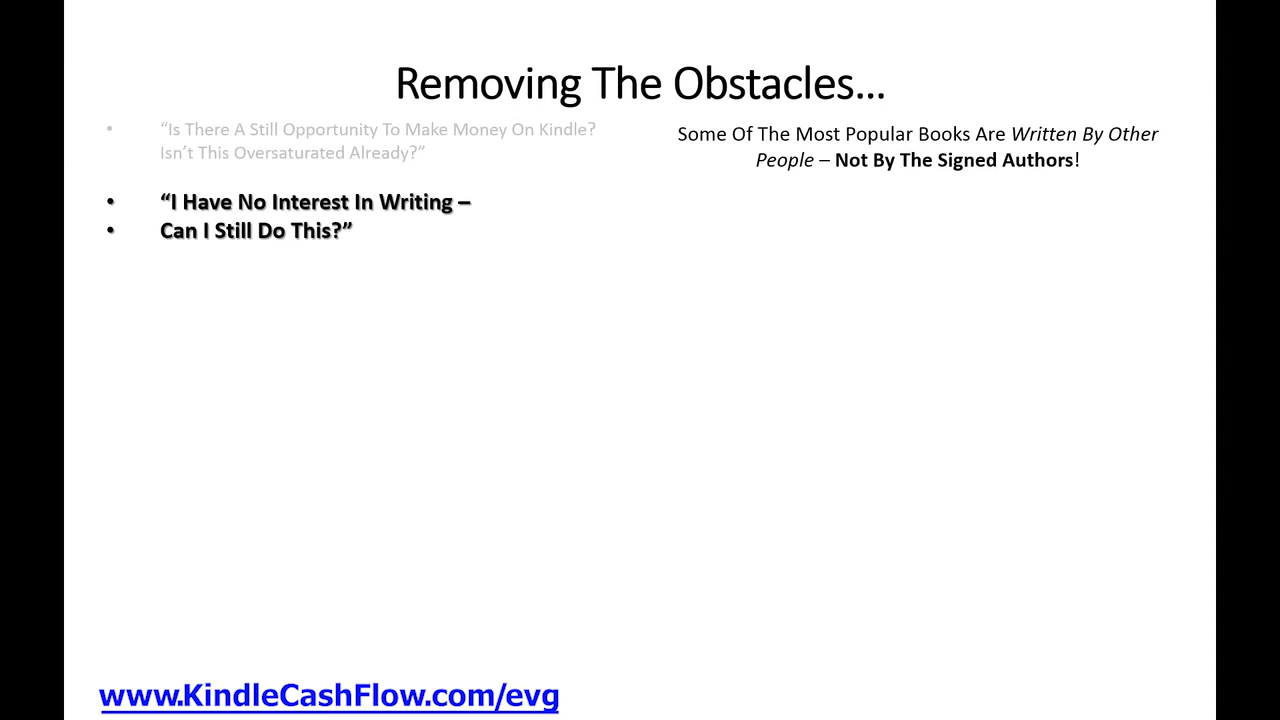 Removing The Obstacles...
• “Is There A Still Opportunity To Make Money On Kindle?
Isn’t This Oversaturated Already?”
• “I Have No Interest In Writing –
• Can I Still Do This?”
Some Of The Most Popular Books Are Written By Other
People – Not By The Signed Authors!
www.KindleCashFlow.com/evg